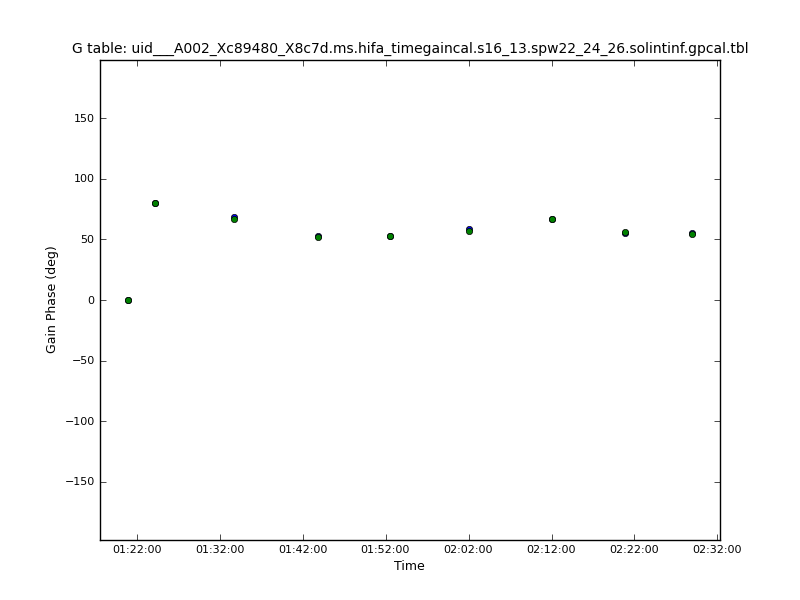 G table: uid___A002_Xc89480_X8c7d.ms.hifa_timegaincal.s16_13.spw22_24_26.solintinf.gpcal.tbl
150
100
50
0
−50
−100
−150
Gain Phase (deg)
01:22:00 01:32:00 01:42:00 01:52:00 02:02:00 02:12:00 02:22:00 02:32:00
Time